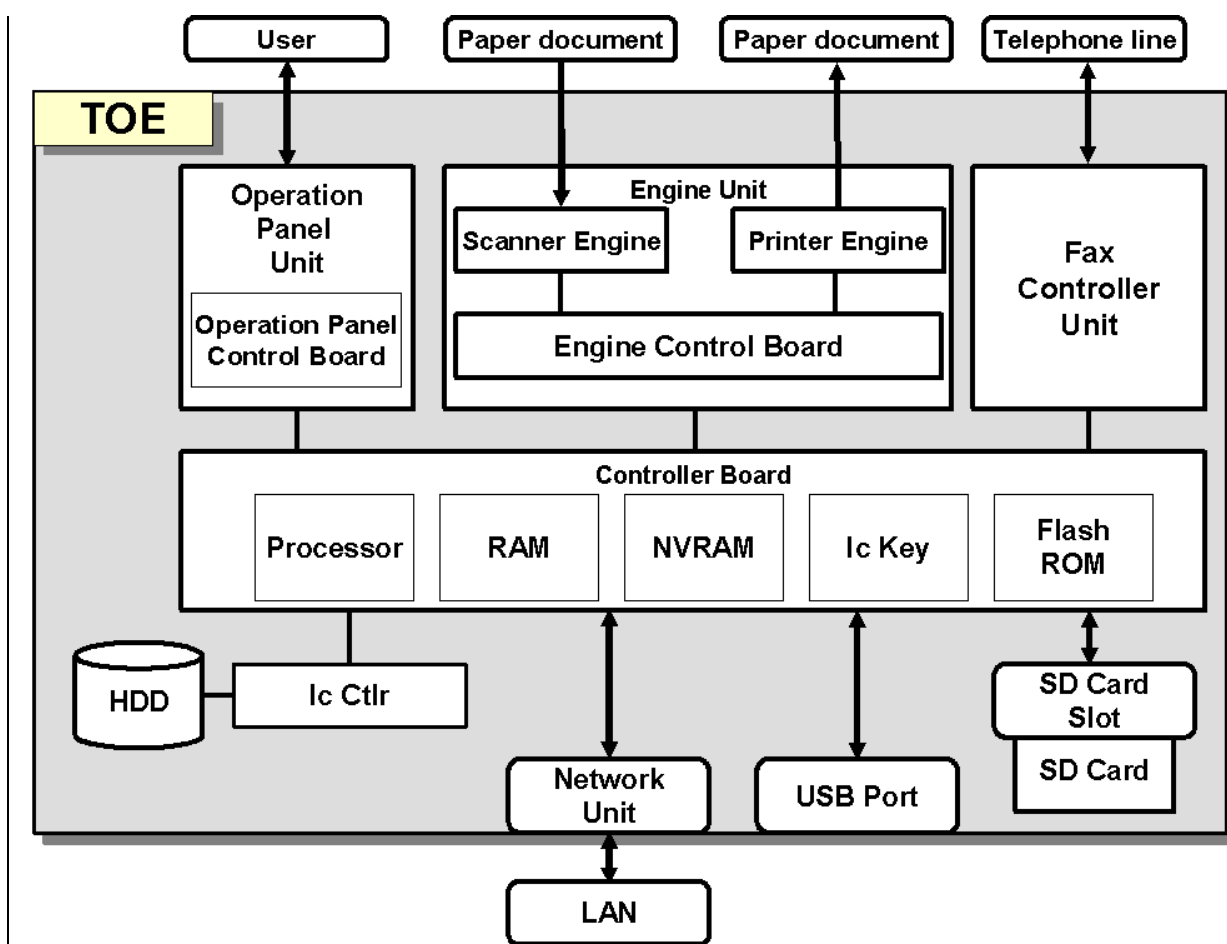 User
Paper document
Paper document
Telephone line
TOE
Operation
Panel
Unit
Operation Panel
Control Board
Engine Unit
Scanner Engine
Printer Engine
Engine Control Board
Fax
Controller
Unit
Controller Board
Processor
RAM
NVRAM
Ic Key
Flash
ROM
HDD
Ic Ctlr
Network
Unit
USB Port
SD Card
Slot
SD Card
LAN